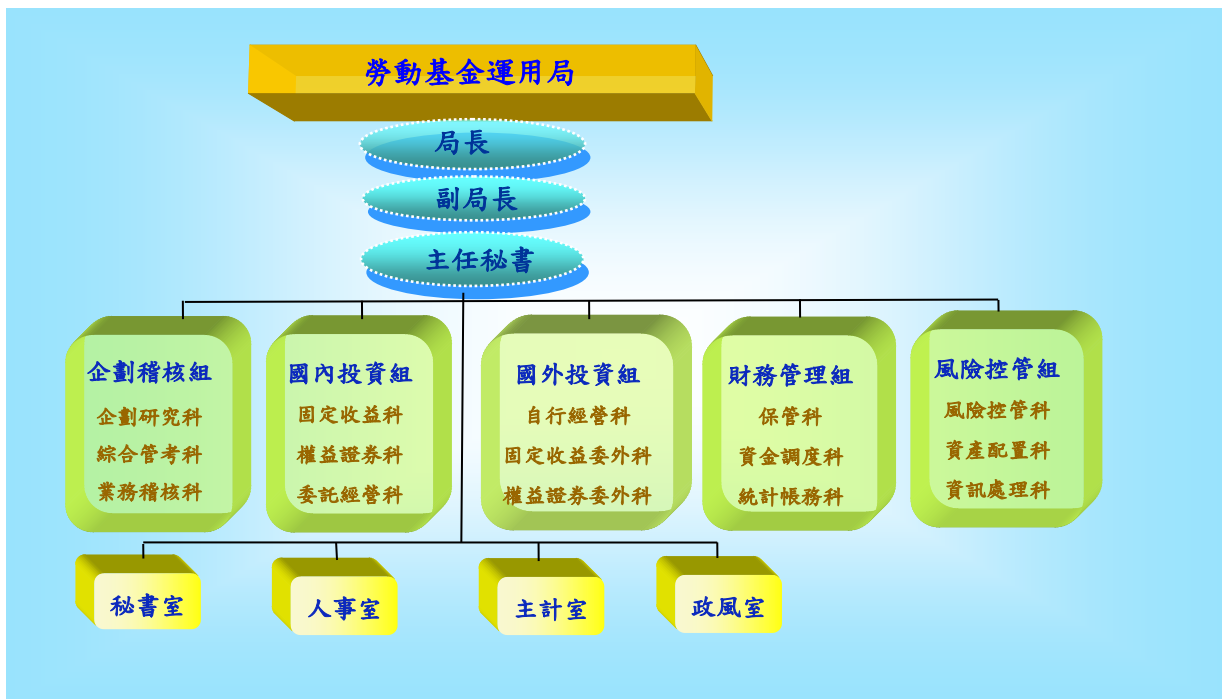 勞動基金運用局
局長
副局長
主任秘書
企劃稽核組
企劃研究科
綜合管考科
業務稽核科
國內投資組
固定收益科
權益證券科
委託經營科
國外投資組
自行經營科
固定收益委外科
權益證券委外科
財務管理組
保管科
資金調度科
統計帳務科
風險控管組
風險控管科
資產配置科
資訊處理科
秘書室
人事室
主計室
政風室